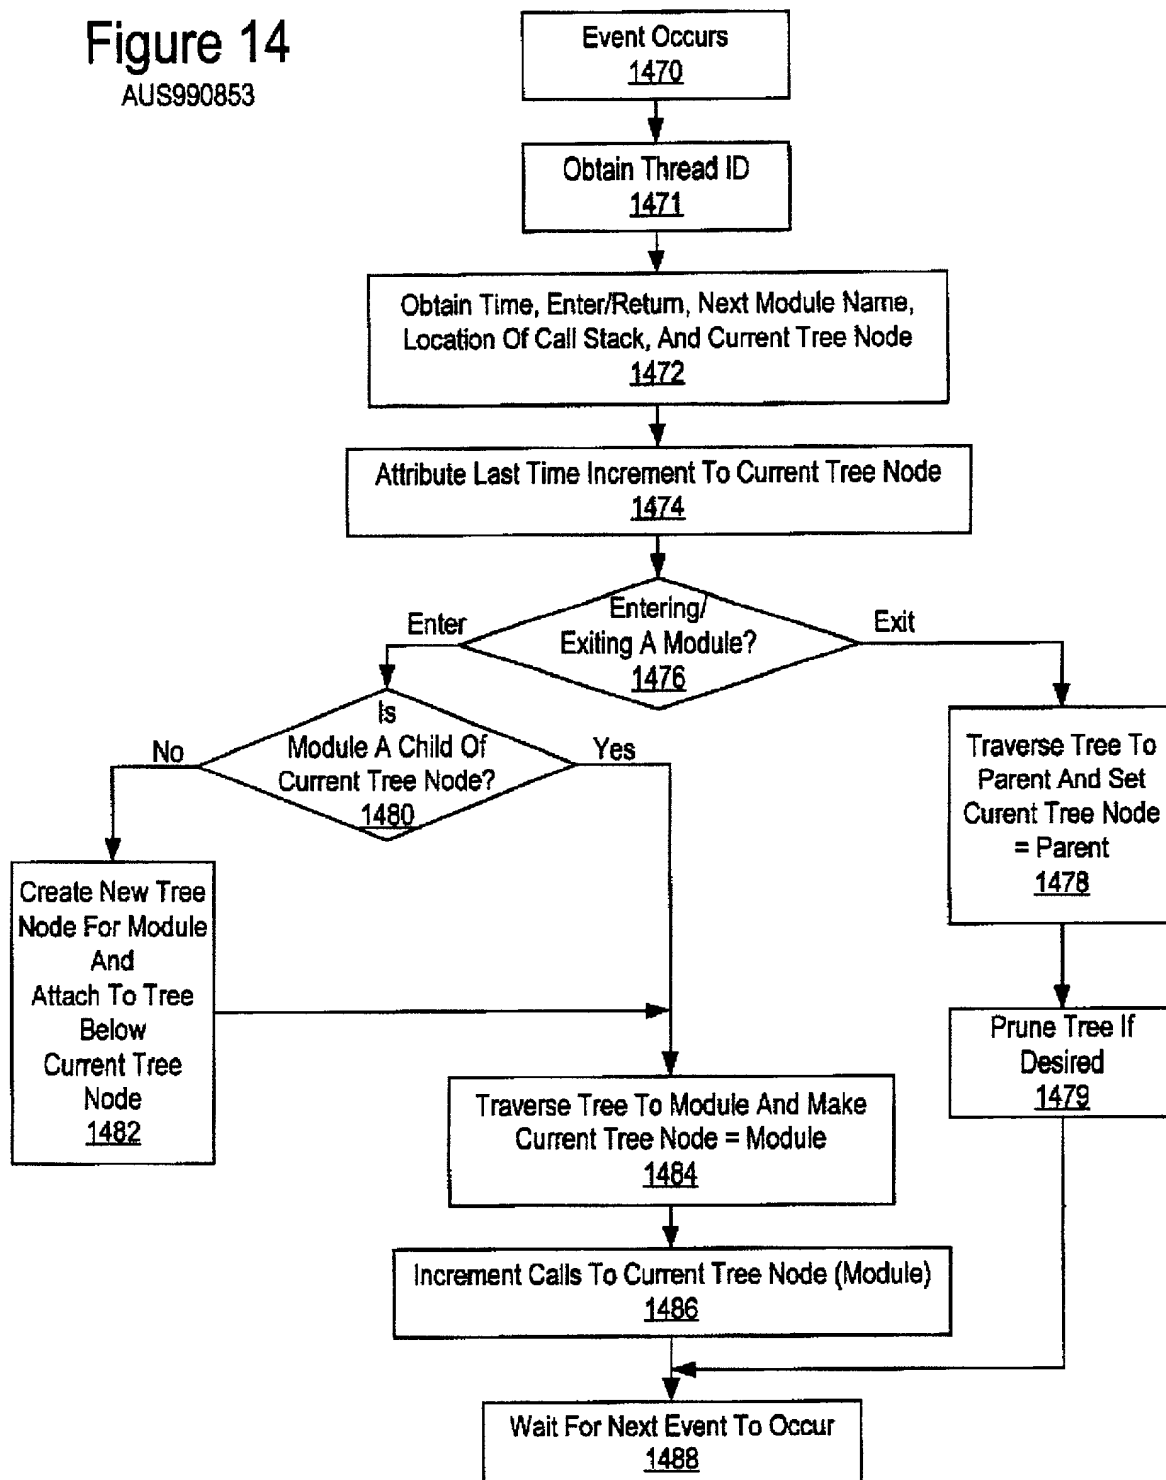 Figure 14
AUS990853
Event Occurs
1470
Obtain Thread ID
1471
Obtain Time, Enter/Return, Next Module Name,
Location Of Call Stack, And Current Tree Node
1472
Attribute Last Time Increment To Current Tree Node
1474
Entering/
Exiting A Module?
1476
Enter
Exit
Is
Module A Child Of
Current Tree Node?
1480
No
Yes
Traverse Tree To
Parent And Set
Curent Tree Node
= Parent
1478
Create New Tree
Node For Module
And
Attach To Tree
Below
Current Tree
Node
1482
Prune Tree If
Desired
1479
Traverse Tree To Module And Make
Current Tree Node = Module
1484
Increment Calls To Current Tree Node (Module)
1486
Wait For Next Event To Occur
1488